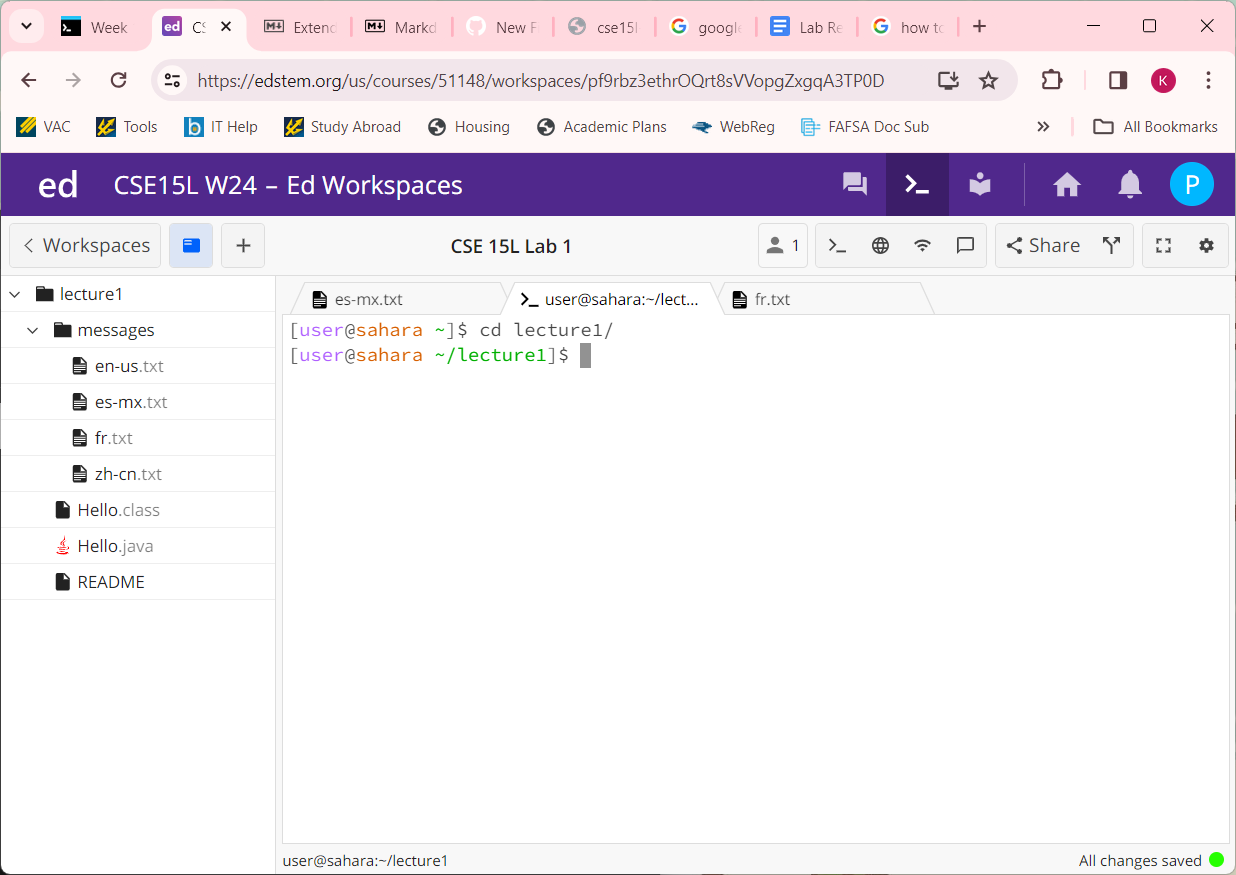 Week
ed
CS
Extend
Markd
New F
cse15l
google
Lab Re
how to
https://edstem.org/us/courses/51148/workspaces/pf9rbz3ethrOQrt8sVVopgZxgqA3TP0D
K
VAC
Tools
IT Help
Study Abroad
Housing
Academic Plans
WebReg
FAFSA Doc Sub
All Bookmarks
ed
CSE15L W24 – Ed Workspaces
P
Workspaces
CSE 15L Lab 1
1
Share
lecture1
messages
en-us.txt
es-mx.txt
fr.txt
zh-cn.txt
Hello.class
Hello.java
README
es-mx.txt
user@sahara:~/lect...
fr.txt
[user@sahara ~]$ cd lecture1/
[user@sahara ~/lecture1]$
user@sahara:~/lecture1
All changes saved